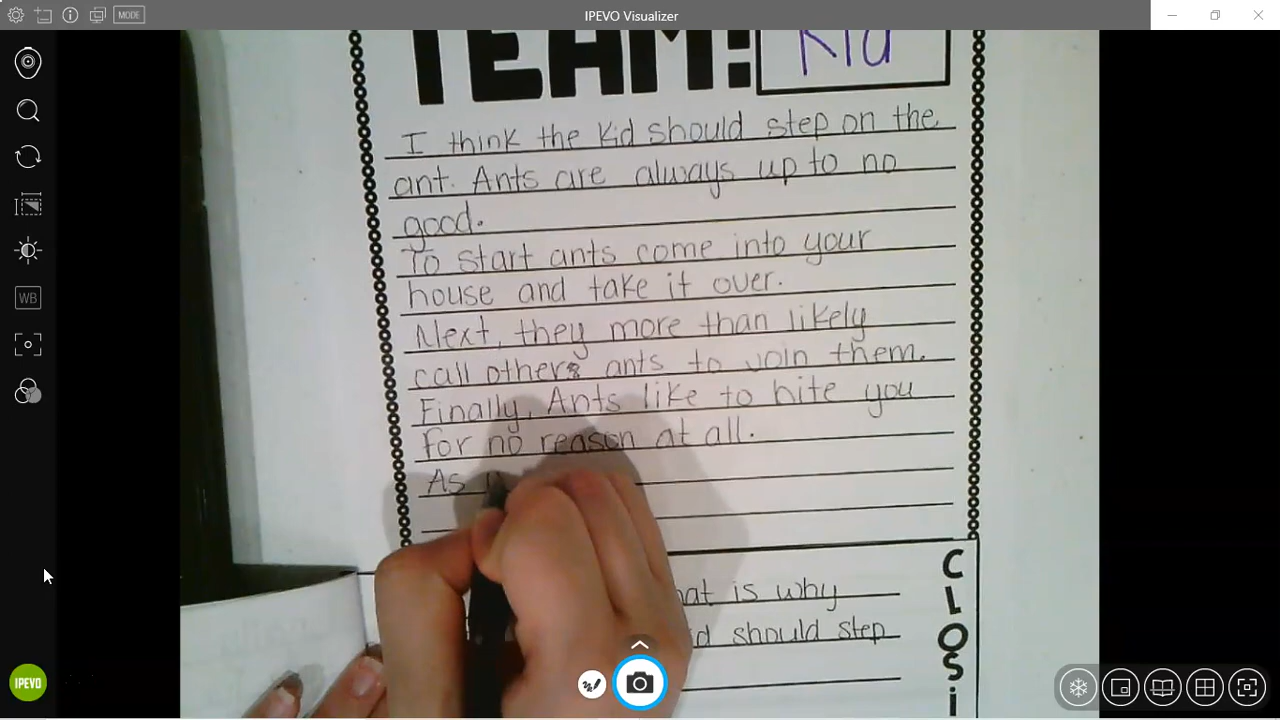 IPEVO Visualizer
MODE
WB
IPEVO
TEAM: Kid
I think the kid should step on the
ant. Ants are always up to no
good.
To start ants come into your
house and take it over.
Next, they more than likely
call others ants to join them.
Finally, Ants like to bite you
for no reason at all.
As
is why
should step
CLOSi